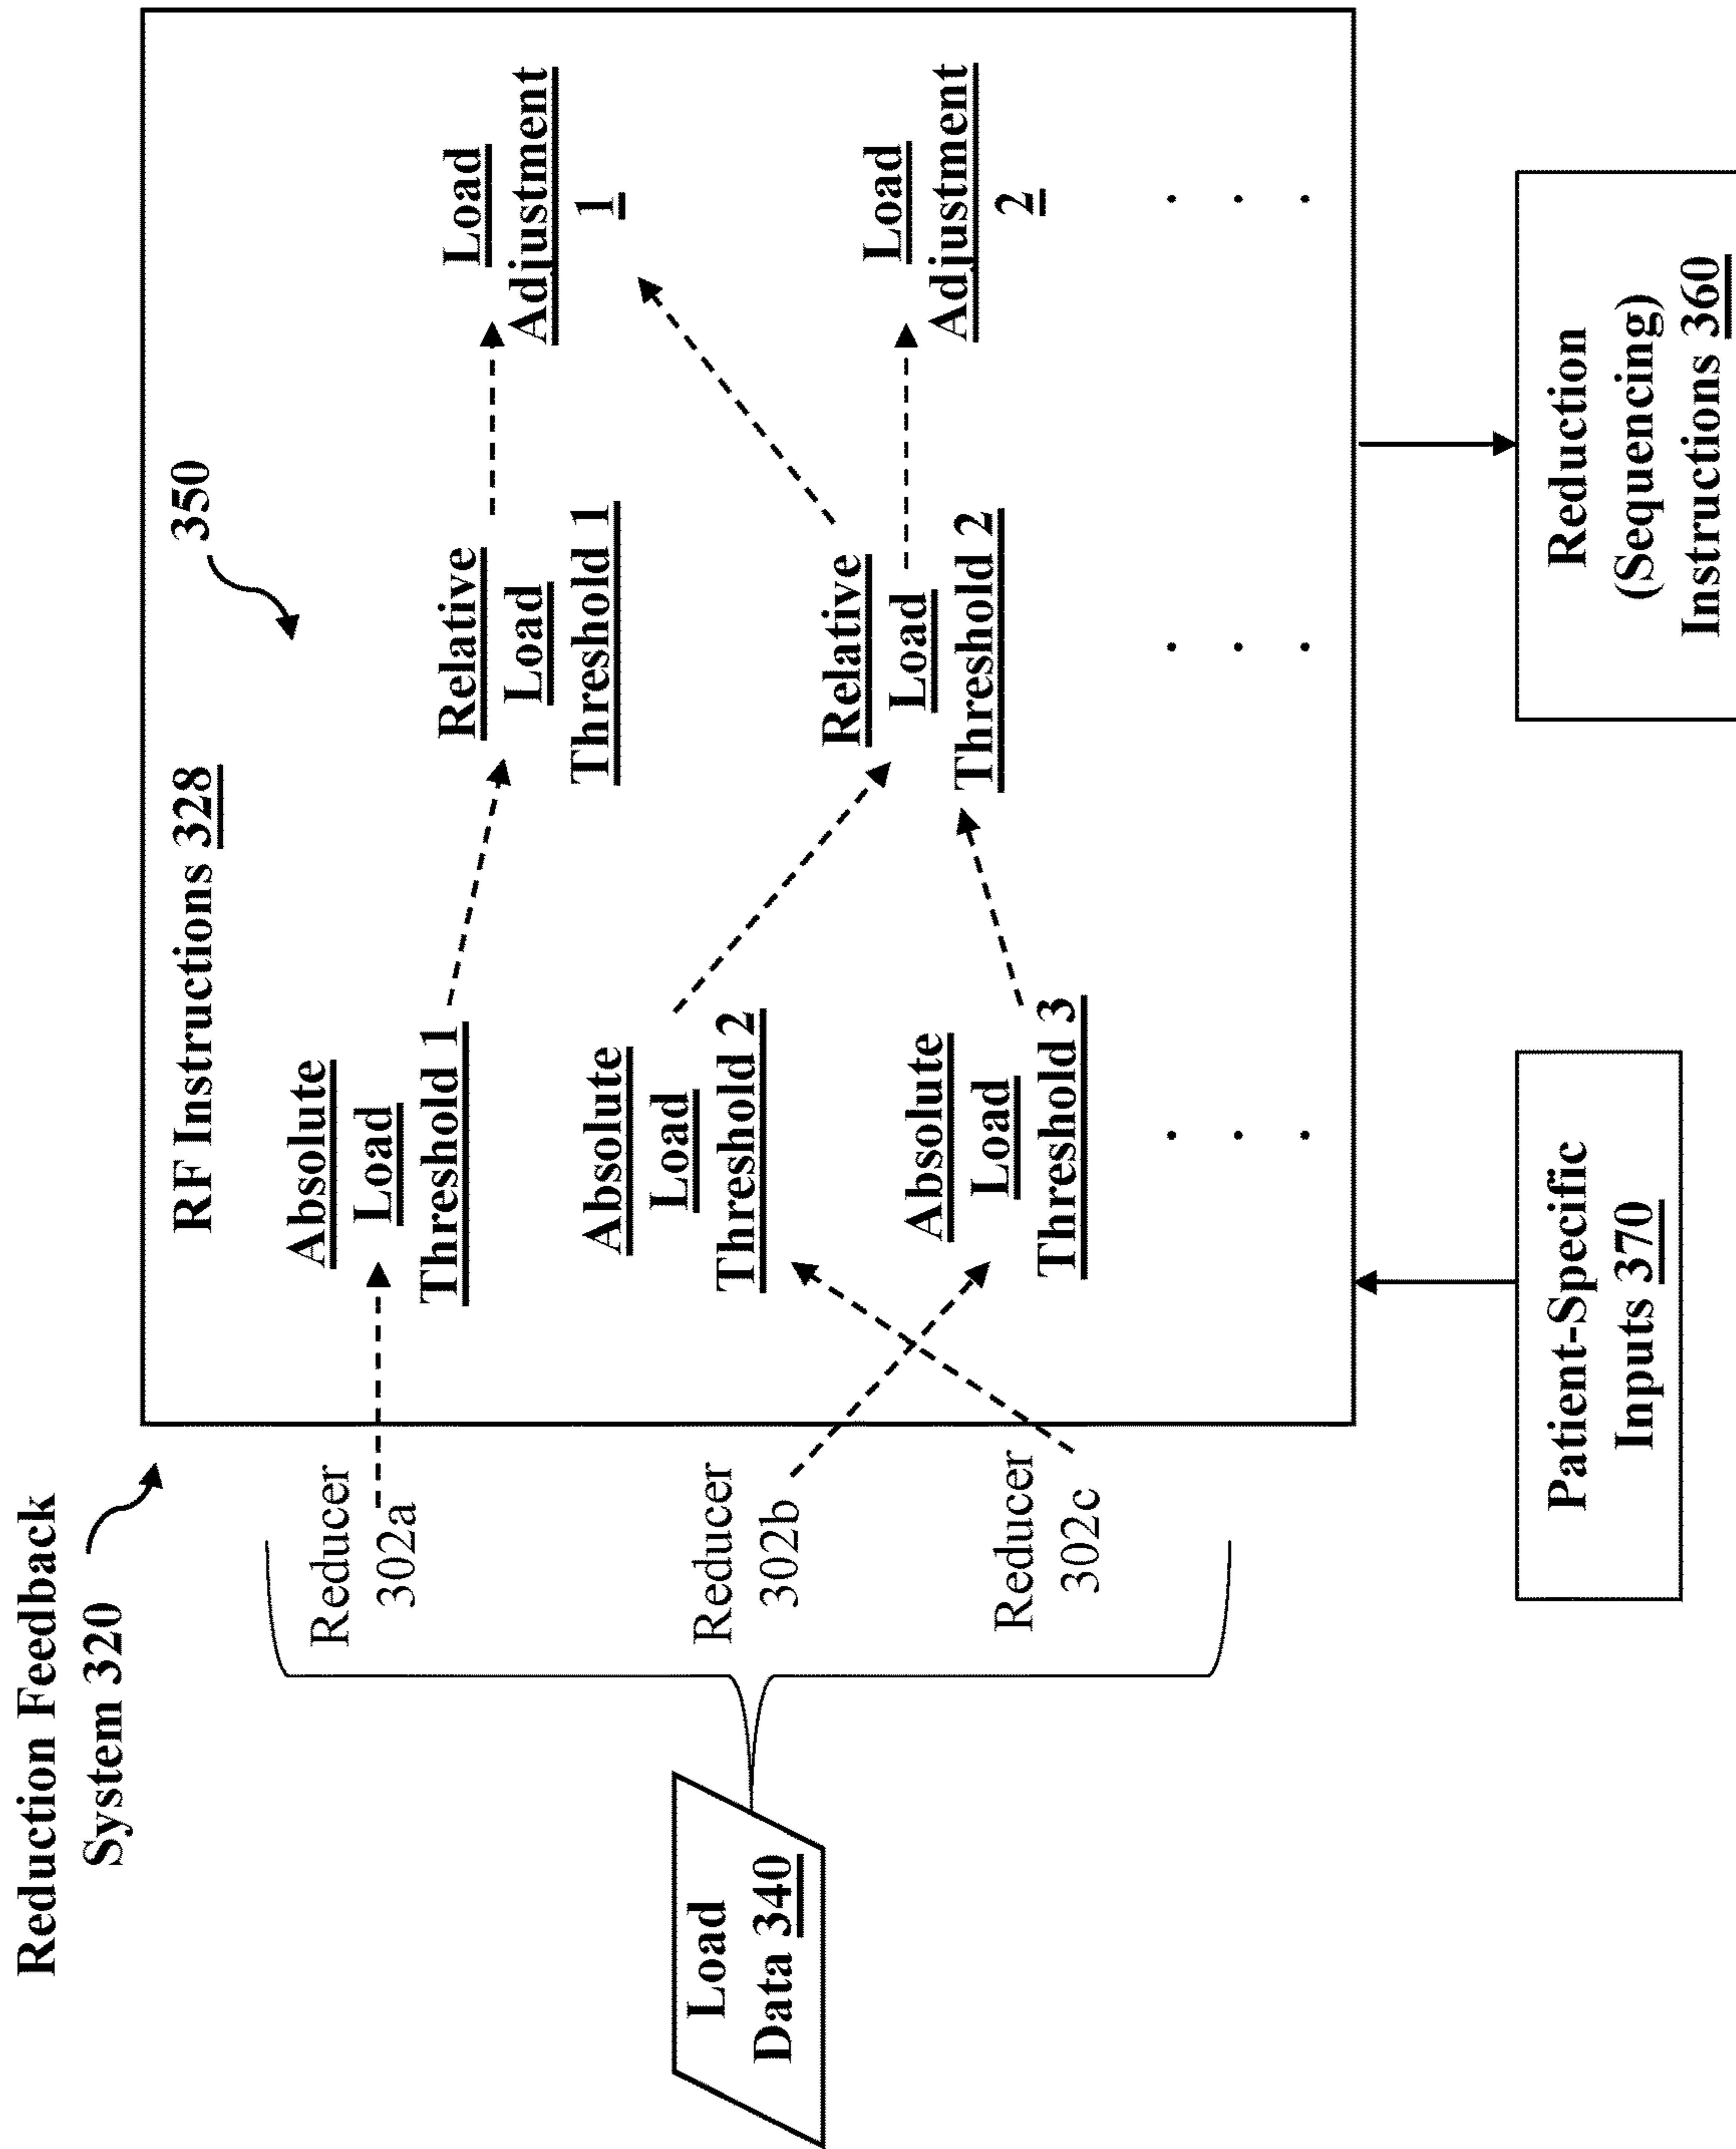 Reduction Feedback
System 320
Load
Data 340
Reducer
302a
Reducer
302b
Reducer
302c
RF Instructions 328
350
Absolute
Load
Threshold 1
Absolute
Load
Threshold 2
Absolute
Load
Threshold 3
. . .
Relative
Load
Threshold 1
Relative
Load
Threshold 2
. . .
Load
Adjustment
1
Load
Adjustment
2
. . .
Patient-Specific
Inputs 370
Reduction
(Sequencing)
Instructions 360